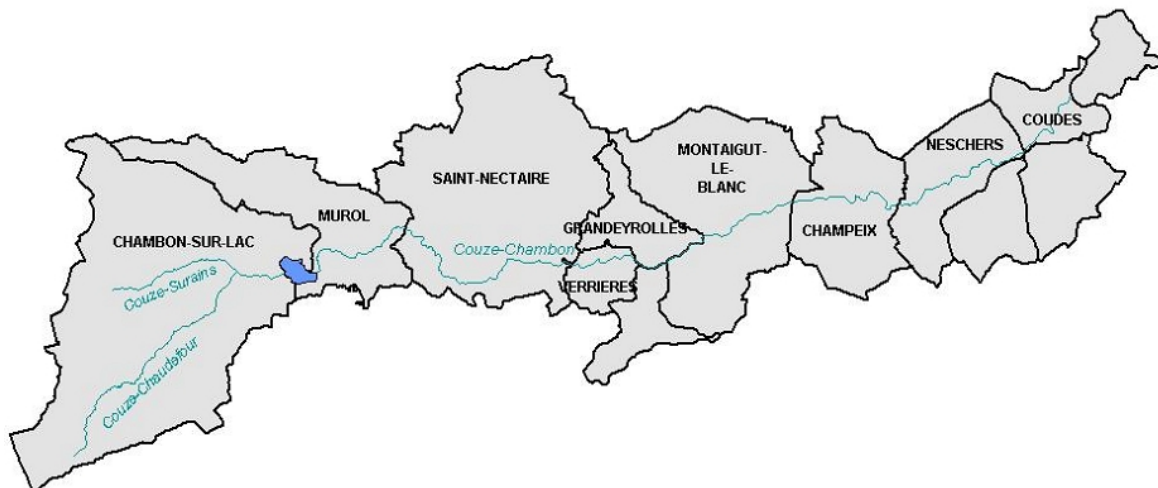 CHAMBON-SUR-LAC
MUROL
SAINT-NECTAIRE
GRANDEYROLLES
VERRIERES
MONTAIGUT-
LE-
BLANC
CHAMPEIX
NESCHERS
COUDES
Couze-Surains
Couze-Chaudefour
Couze-Chambon